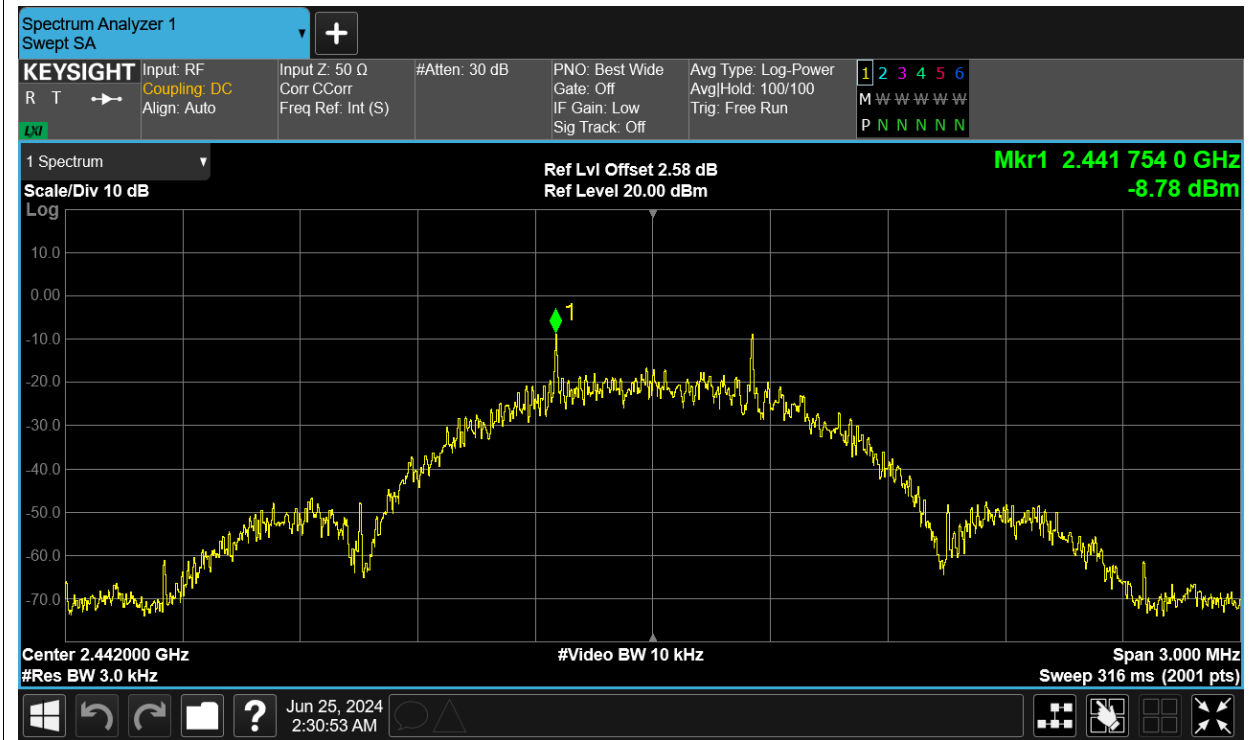 Spectrum Analyzer 1
Swept SA
KEYSIGHT
R T
LXI
Input: RF
Coupling: DC
Align: Auto
Input Z: 50 Ω
Corr CCorr
Freq Ref: Int (S)
#Atten: 30 dB
PNO: Best Wide
Gate: Off
IF Gain: Low
Sig Track: Off
Avg Type: Log-Power
Avg|Hold: 100/100
Trig: Free Run
1 2 3 4 5 6
M W W W W W
P N N N N N
1 Spectrum
Scale/Div 10 dB
Log
Ref Lvl Offset 2.58 dB
Ref Level 20.00 dBm
Mkr1 2.441 754 0 GHz
-8.78 dBm
10.0
0.00
-10.0
-20.0
-30.0
-40.0
-50.0
-60.0
-70.0
1
Center 2.442000 GHz
#Res BW 3.0 kHz
#Video BW 10 kHz
Span 3.000 MHz
Sweep 316 ms (2001 pts)
?
Jun 25, 2024
2:30:53 AM